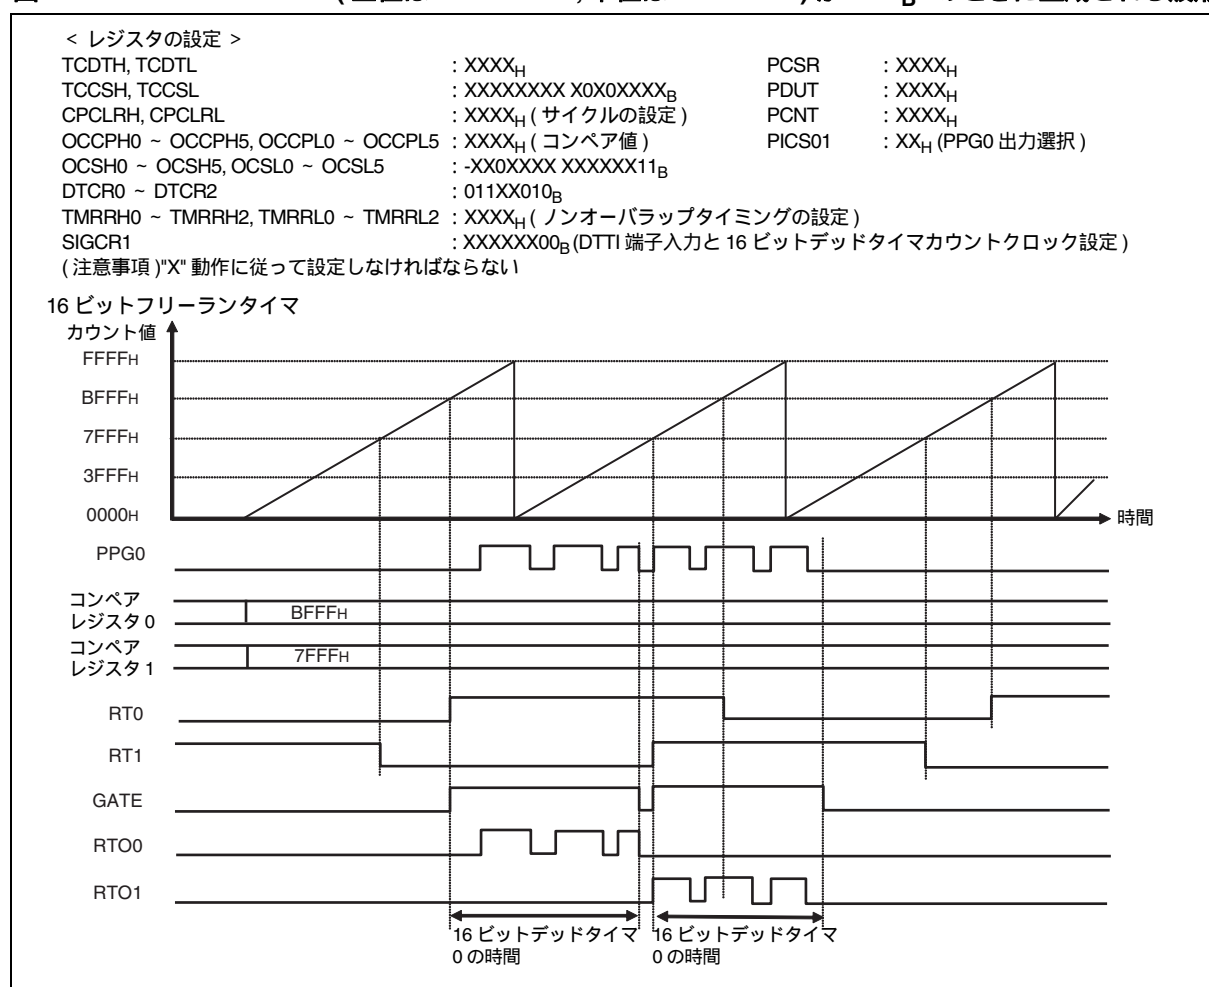 < レジスタの設定 >
TCDTH, TCDTL : XXXXH PCSR : XXXXH
TCCSH, TCCSL : XXXXXXXX X0X0XXXXB PDUT : XXXXH
CPCLRH, CPCLRL : XXXXH ( サイクルの設定 ) PCNT : XXXXH
OCCPH0 ~ OCCPH5, OCCPL0 ~ OCCPL5 : XXXXH ( コンペア値 ) PICS01 : XXH (PPG0 出力選択 )
OCSH0 ~ OCSH5, OCSL0 ~ OCSL5 : -XX0XXXX XXXXXX11B
DTCR0 ~ DTCR2 : 011XX010B
TMRRH0 ~ TMRRH2, TMRRL0 ~ TMRRL2 : XXXXH ( ノンオーバラップタイミングの設定 )
SIGCR1 : XXXXXX00B (DTTI 端子入力と 16 ビットデッドタイマカウントクロック設定 )
( 注意事項 )"X" 動作に従って設定しなければならない
16 ビットフリーランタイマ
カウント値
FFFFH
BFFFH
7FFFH
3FFFH
0000H
時間
PPG0
コンペア
レジスタ 0
BFFFH
コンペア
レジスタ 1
7FFFH
RT0
RT1
GATE
RTO0
RTO1
16 ビットデッドタイマ
0 の時間
16 ビットデッドタイマ
0 の時間